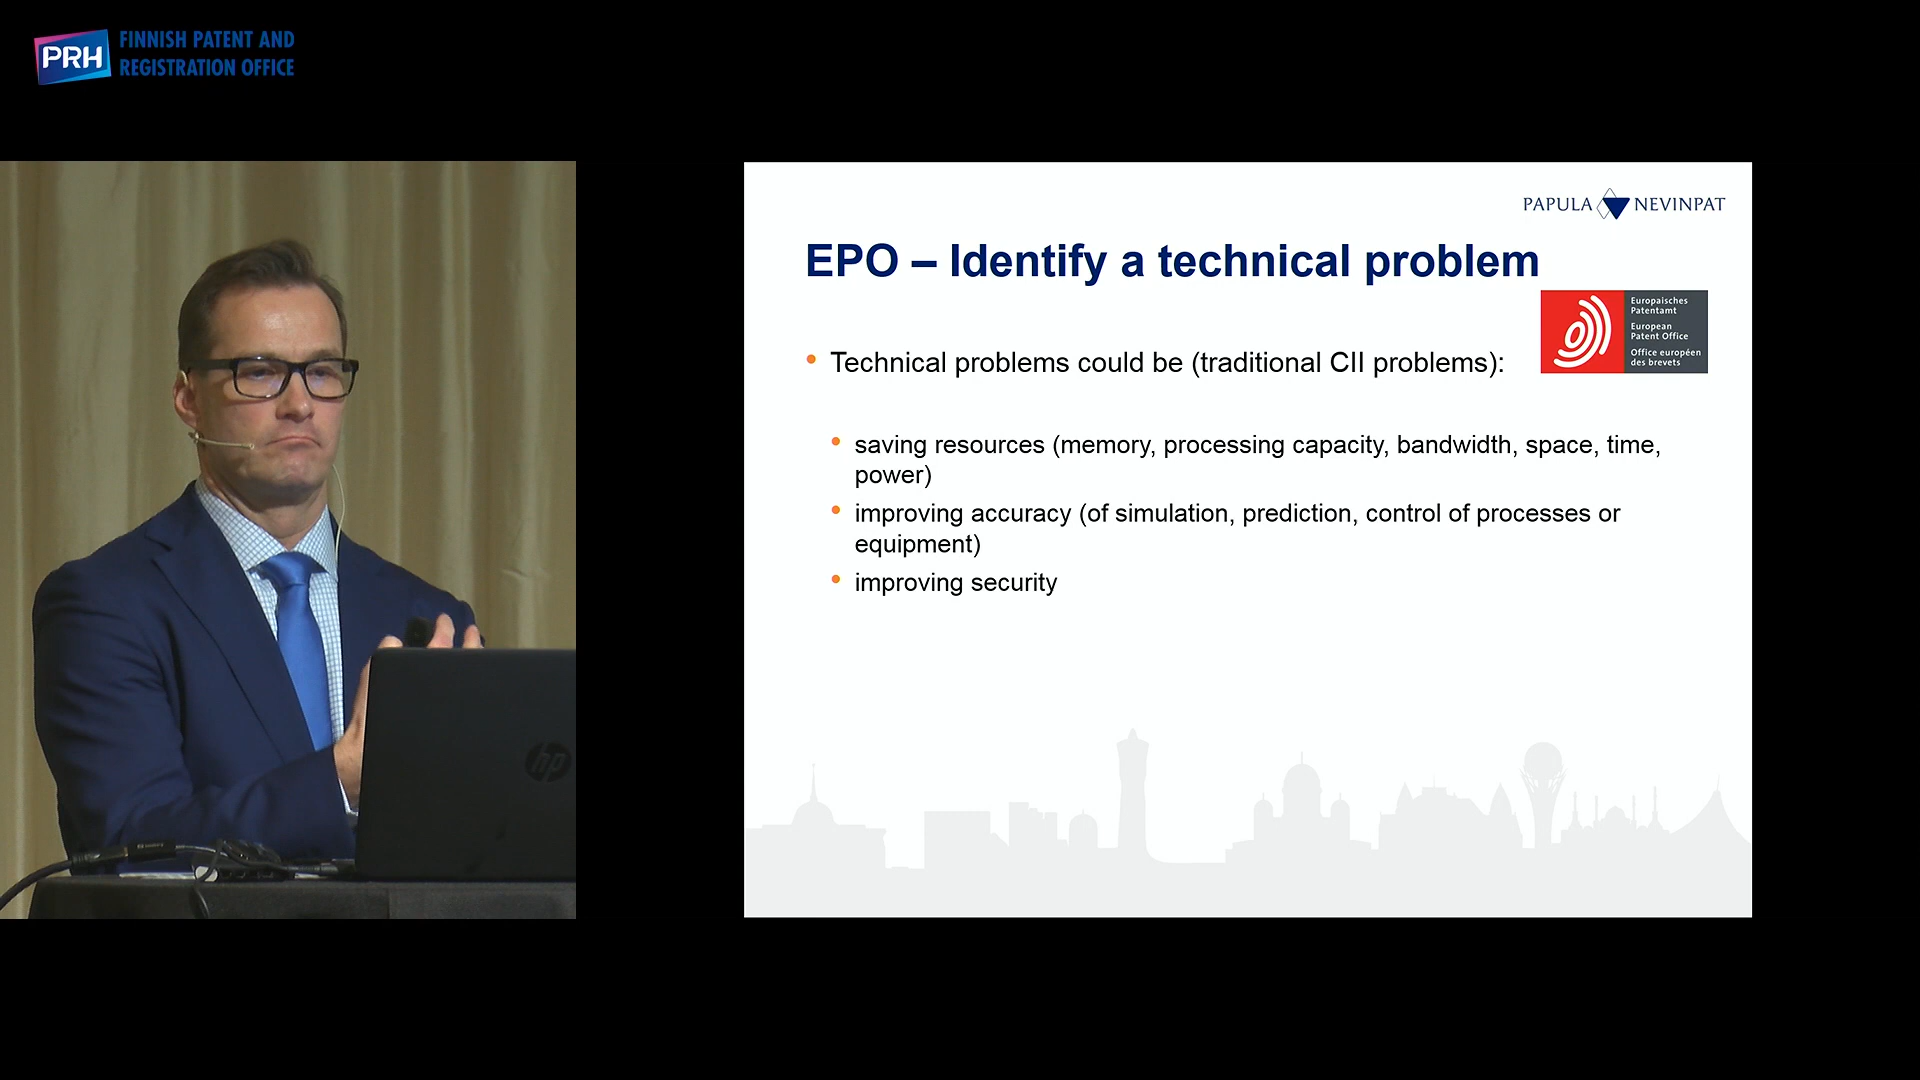 PRH
FINNISH PATENT AND
REGISTRATION OFFICE
PAPULA NEVINPAT
EPO – Identify a technical problem
Europäisches
Patentamt
European
Patent Office
Office européen
des brevets
• Technical problems could be (traditional CII problems):
• saving resources (memory, processing capacity, bandwidth, space, time,
power)
• improving accuracy (of simulation, prediction, control of processes or
equipment)
• improving security
hp